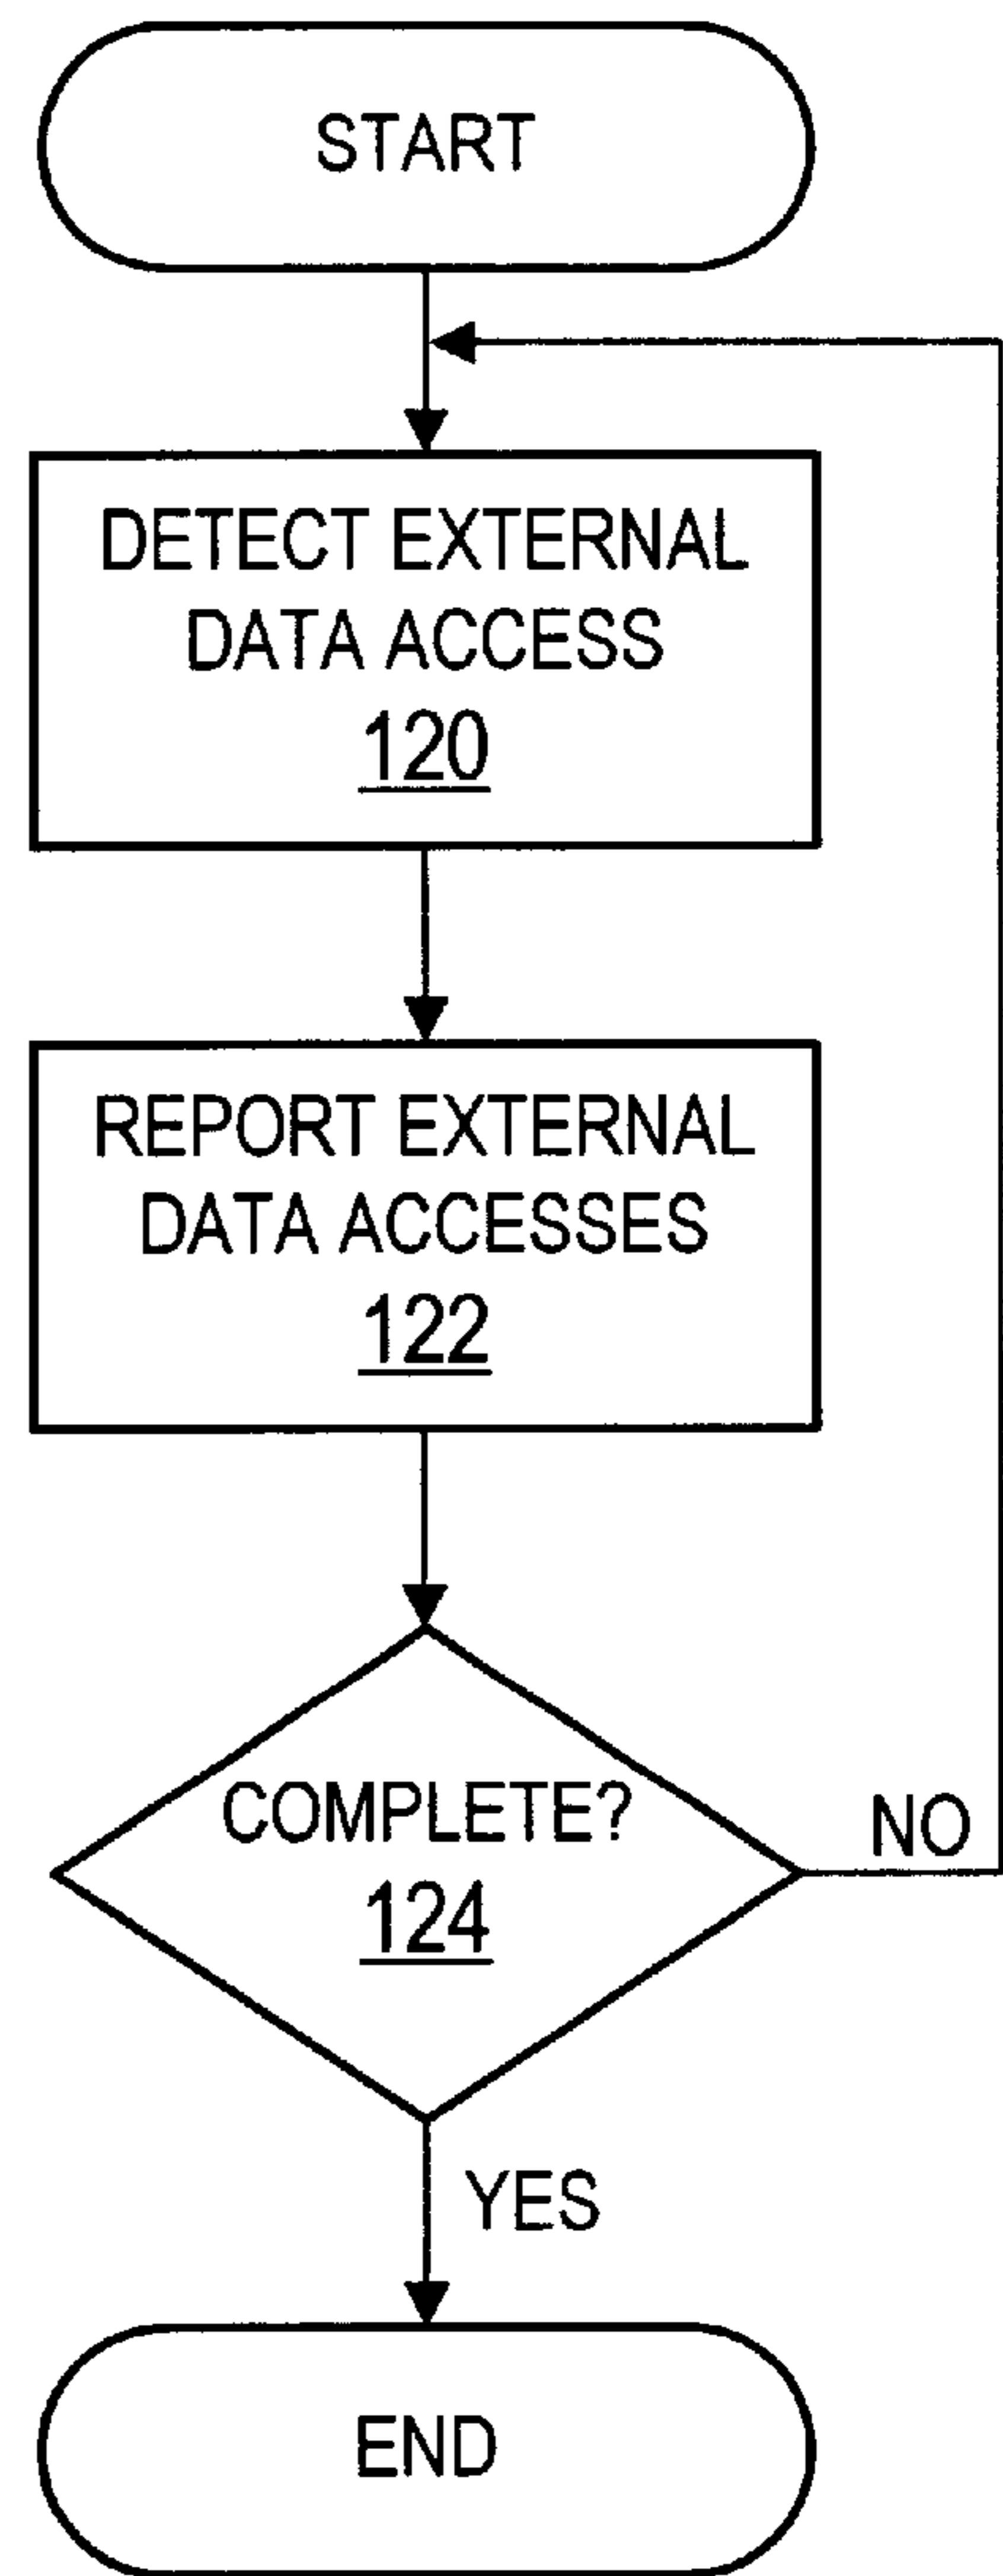 START
DETECT EXTERNAL
DATA ACCESS
120
REPORT EXTERNAL
DATA ACCESSES
122
COMPLETE?
124
NO
YES
END